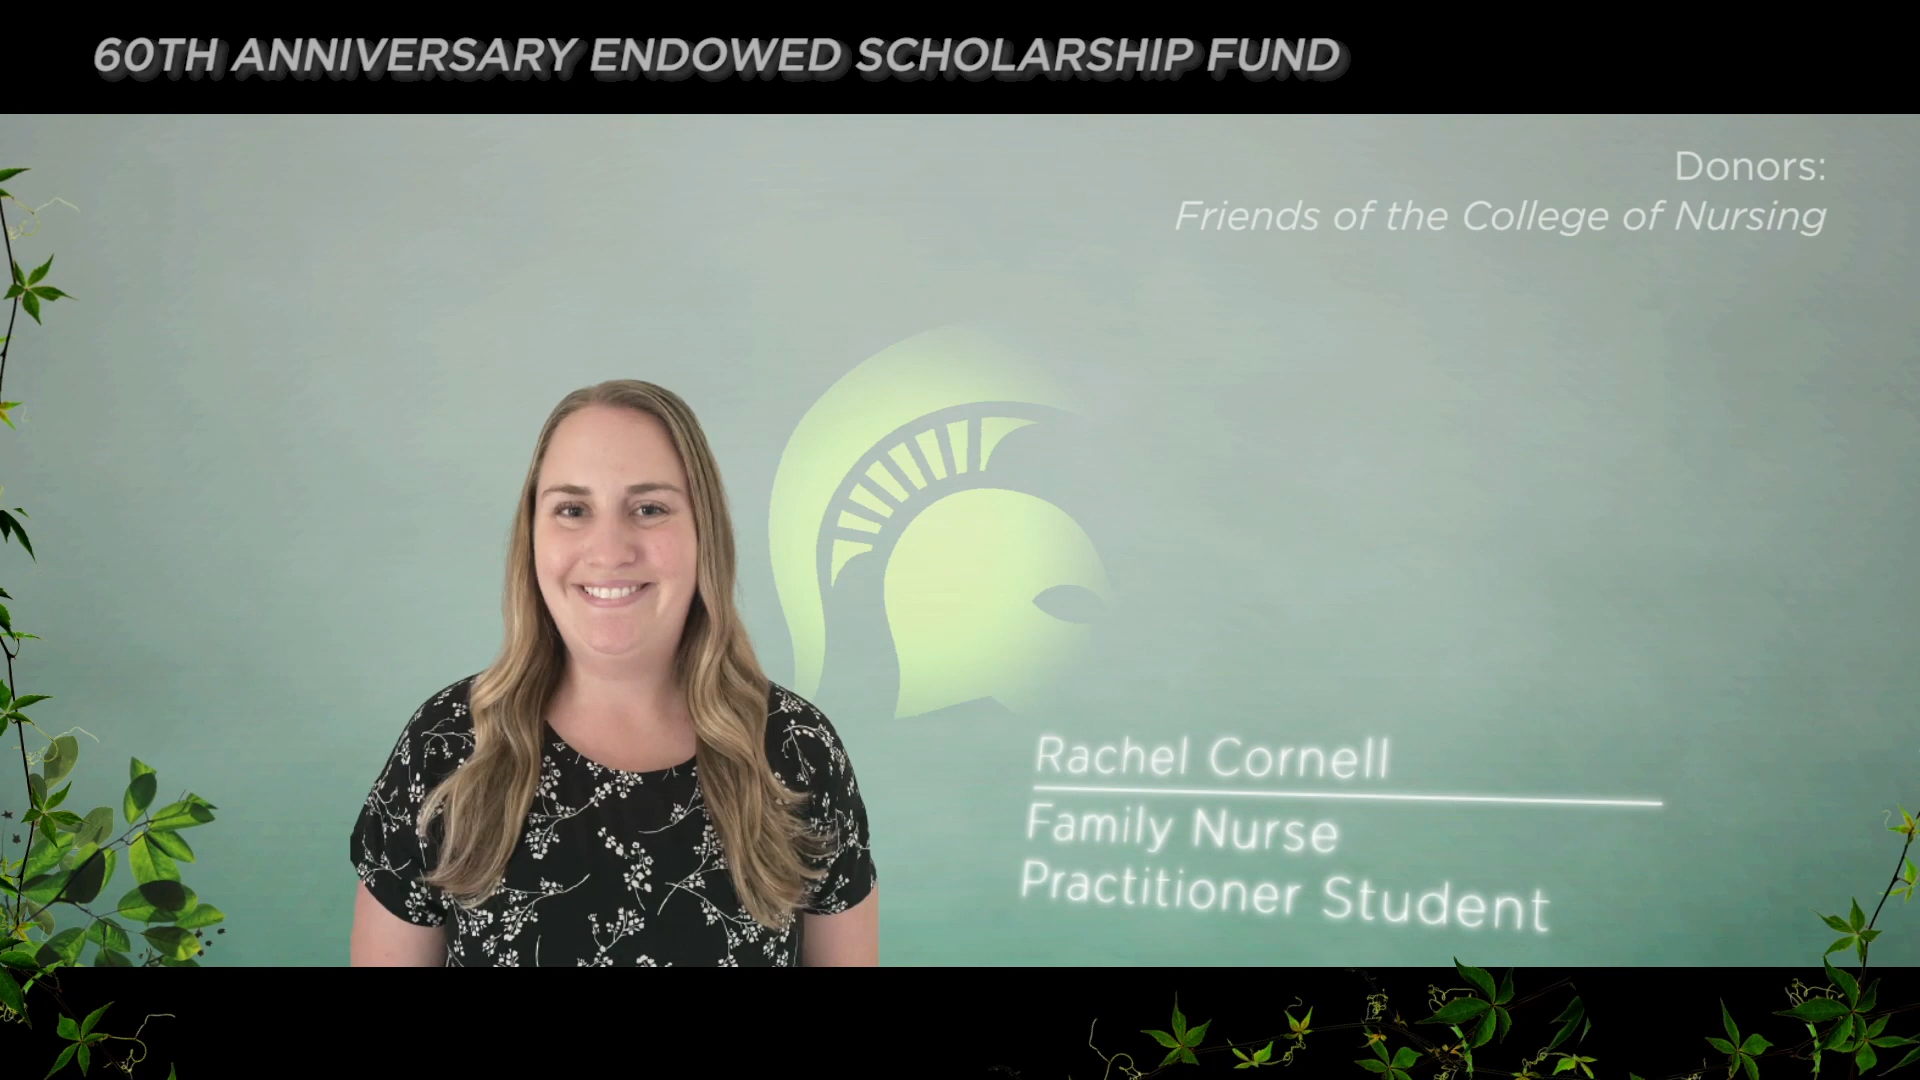 60TH ANNIVERSARY ENDOWED SCHOLARSHIP FUND
Donors:
Friends of the College of Nursing
Rachel Cornell
Family Nurse
Practitioner Student